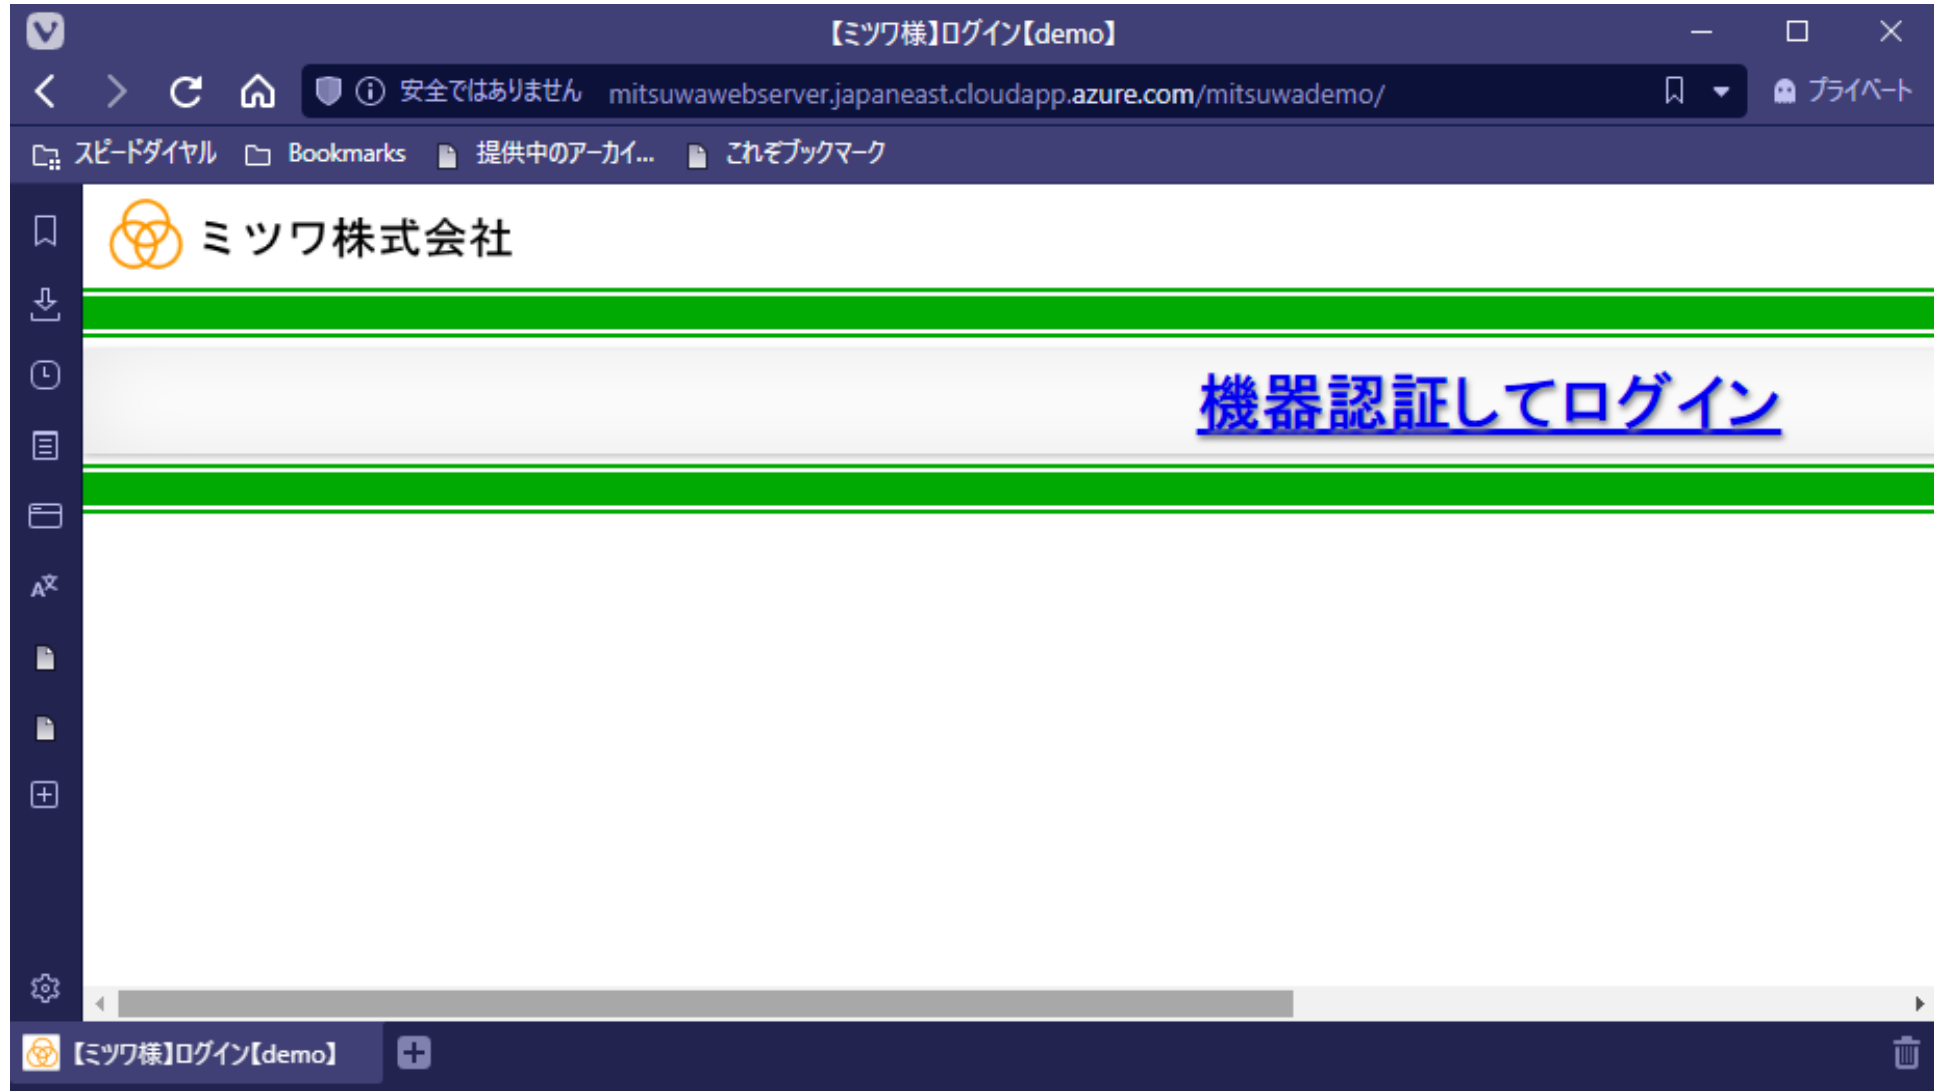 【ミツワ様】ログイン【demo】
安全ではありません mitsuwawebserver.japaneast.cloudapp.azure.com/mitsuwademo/ プライベート
スピードダイヤル Bookmarks 提供中のアーカイ... これぞブックマーク
ミツワ株式会社
機器認証してログイン
【ミツワ様】ログイン【demo】